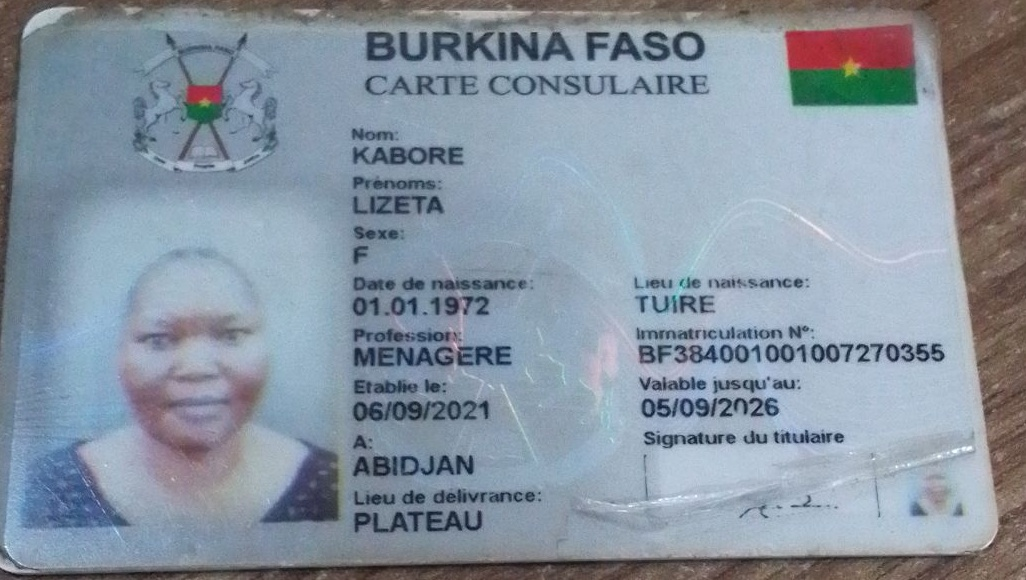 BURKINA FASO
CARTE CONSULAIRE
Nom:
KABORE
Prénoms:
LIZETA
Sexe:
F
Date de naissance:
01.01.1972
Lieu de naissance:
TUIRE
Profession:
MENAGERE
Immatriculation N°:
BF384001001007270355
Etablie le:
06/09/2021
Valable jusqu'au:
05/09/2026
A:
ABIDJAN
Signature du titulaire
Lieu de délivrance:
PLATEAU